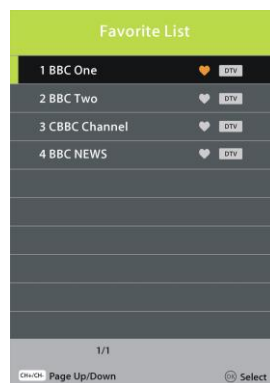 Favorite List
1 BBC One DTV
2 BBC Two DTV
3 CBBC Channel DTV
4 BBC NEWS DTV
1/1
CH+/CH- Page Up/Down OK Select